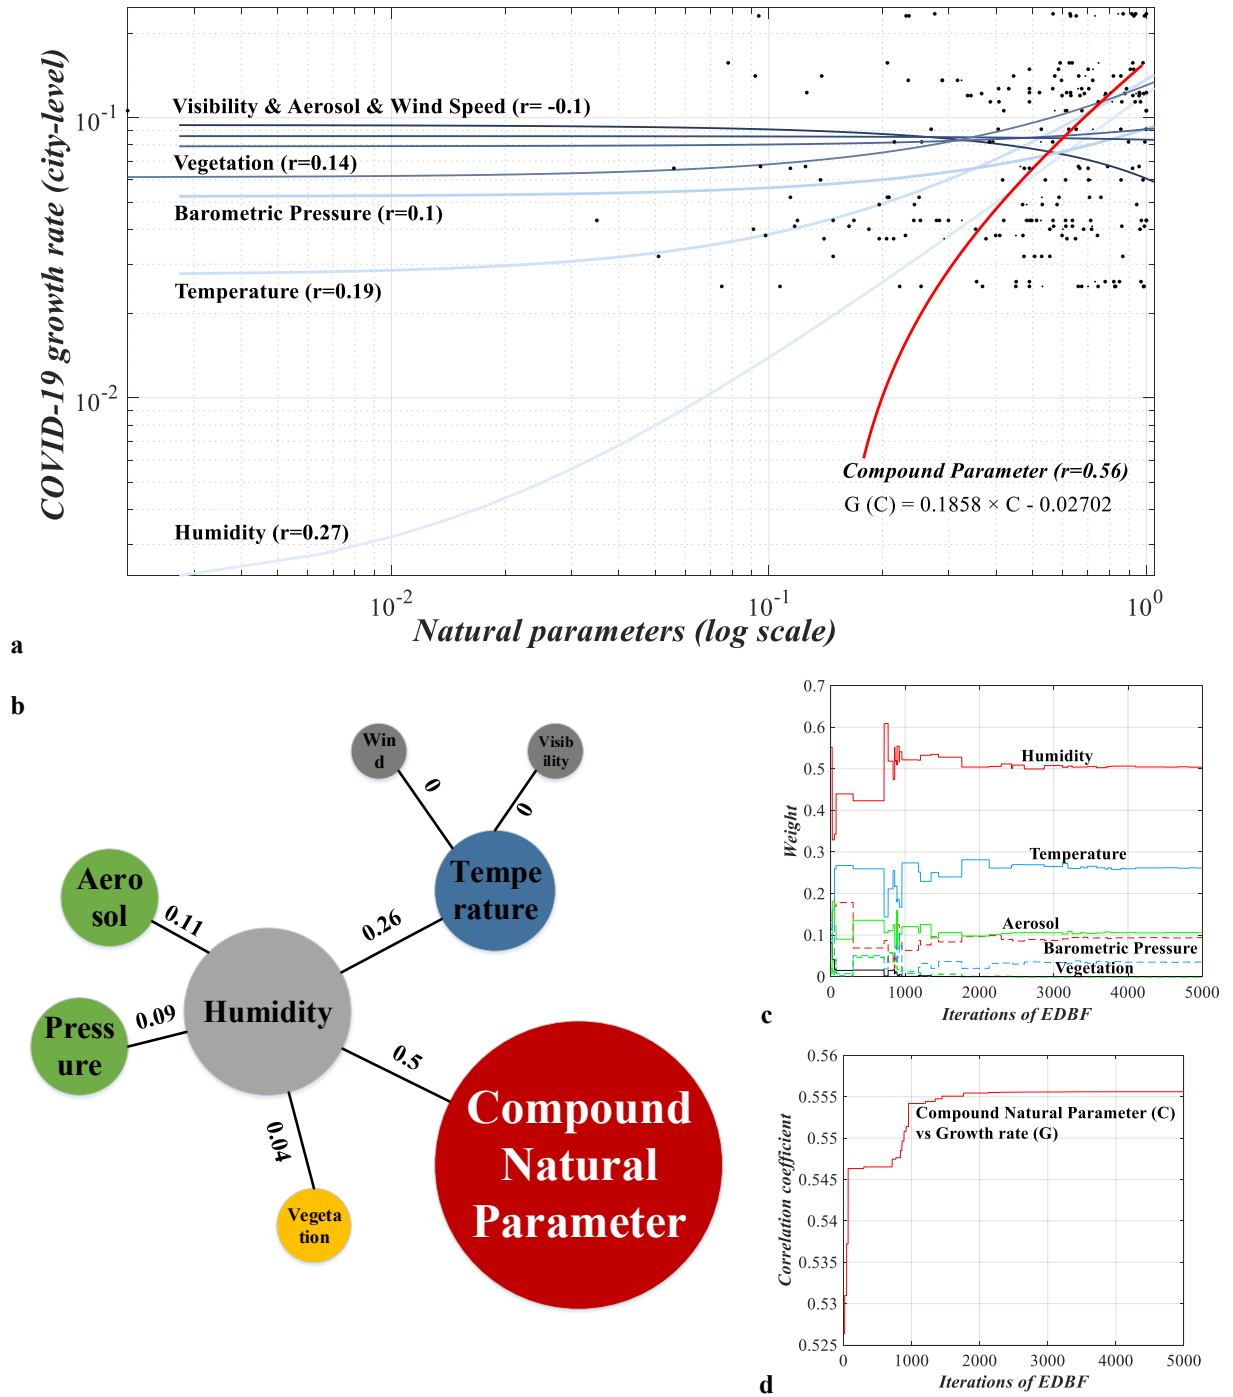 COVID-19 growth rate (city-level)
10-1
10-2
Visibility & Aerosol & Wind Speed (r= -0.1)
Vegetation (r=0.14)
Barometric Pressure (r=0.1)
Temperature (r=0.19)
Humidity (r=0.27)
Compound Parameter (r=0.56)
G (C) = 0.1858 × C - 0.02702
10-2
10-1
100
Natural parameters (log scale)
a
b
Win
d
Visib
ility
0
0
Tempe
rature
Aero
sol
0.11
0.26
Humidity
Press
ure
0.09
0.5
0.04
Vegeta
tion
Compound
Natural
Parameter
Weight
0.7
0.6
0.5
0.4
0.3
0.2
0.1
0
Humidity
Temperature
Aerosol
Barometric Pressure
Vegetation
0
1000
2000
3000
4000
5000
Iterions of EDBF
c
Correlation coefficient
0.56
0.555
0.55
0.545
0.54
0.535
0.53
0.525
Compound Natural Parameter (C)
vs Growth rate (G)
0
1000
2000
3000
4000
5000
Iterions of EDBF
d